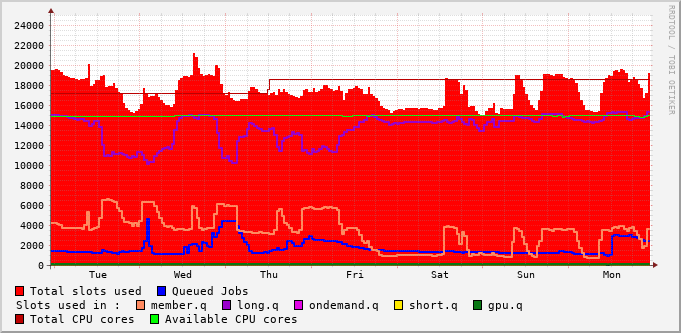 24000
22000
20000
18000
16000
14000
12000
10000
8000
6000
4000
2000
0
Tue Wed Thu Fri Sat Sun Mon
Total slots used Queued Jobs
Slots used in : member.q long.q ondemand.q short.q gpu.q
Total CPU cores Available CPU cores
RRDTOOL / TOBI OETIKER